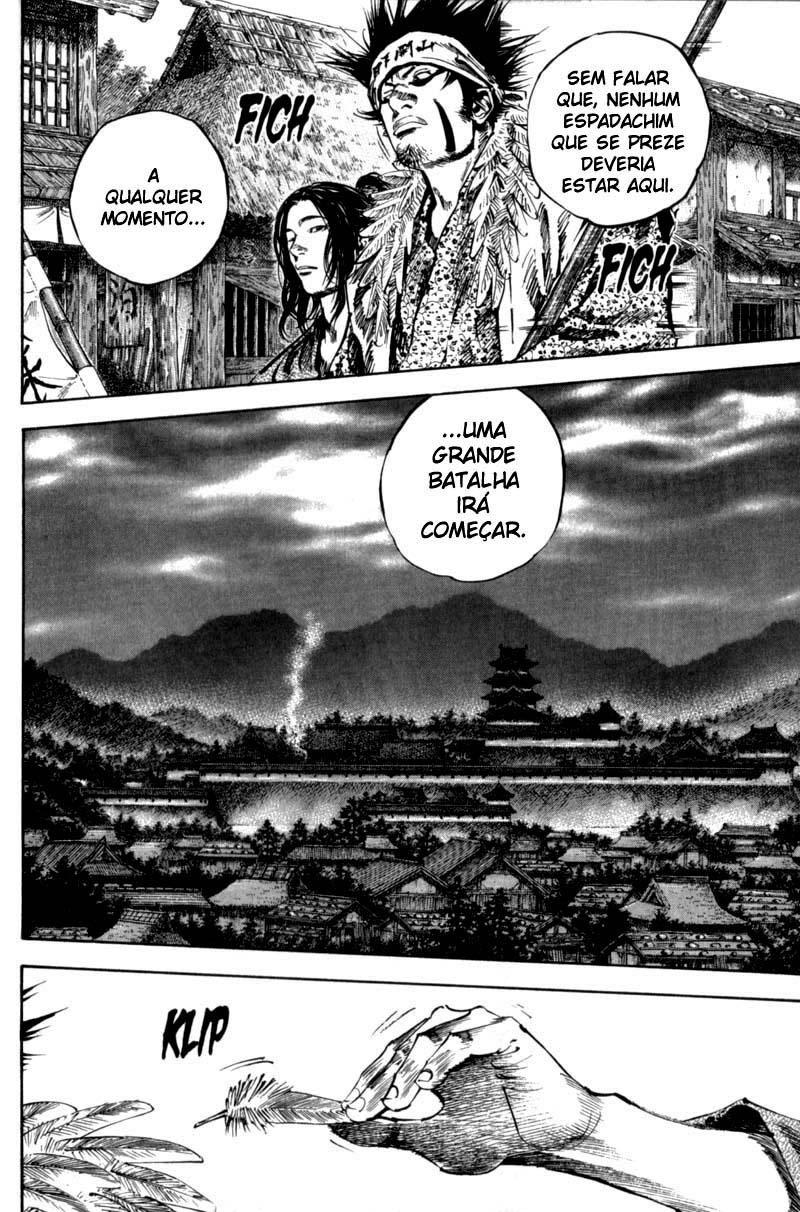 SEM FALAR
QUE, NENHUM
ESPADACHIM
QUE SE PREZE
DEVERIA
ESTAR AQUI.
FICH
FICH
A
QUALQUER
MOMENTO...
...UMA
GRANDE
BATALHA
IRÁ
COMEÇAR.
KLIP